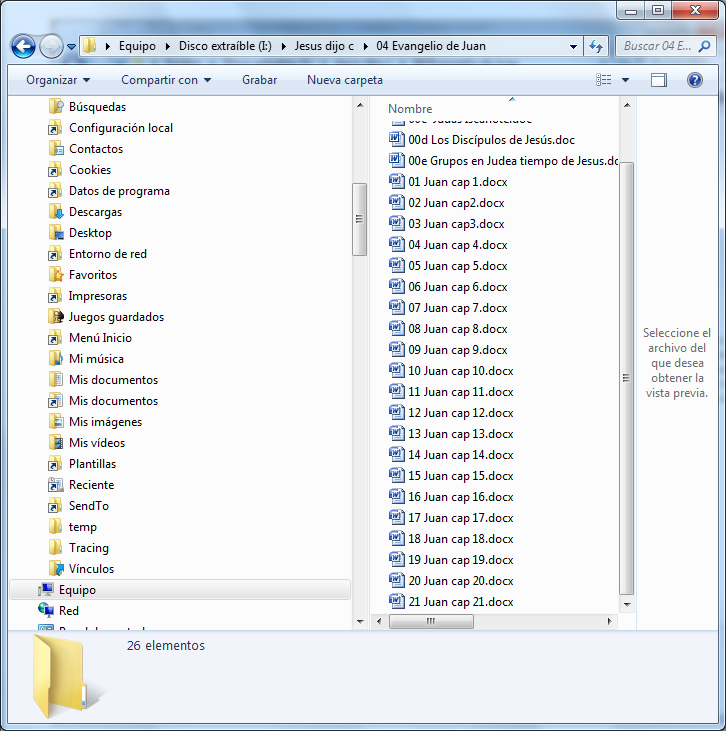 Equipo
Disco extraíble (I:)
Jesus dijo c
04 Evangelio de Juan
Buscar 04 E...
Organizar
Compartir con
Grabar
Nueva carpeta
Búsquedas
Configuración local
Contactos
Cookies
Datos de programa
Descargas
Desktop
Entorno de red
Favoritos
Impresoras
Juegos guardados
Menú Inicio
Mi música
Mis documentos
Mis documentos
Mis imágenes
Mis vídeos
Plantillas
Reciente
SendTo
temp
Tracing
Vínculos
Equipo
Red
Nombre
00d Los Discípulos de Jesús.doc
00e Grupos en Judea tiempo de Jesus.do
01 Juan cap 1.docx
02 Juan cap2.docx
03 Juan cap3.docx
04 Juan cap 4.docx
05 Juan cap 5.docx
06 Juan cap 6.docx
07 Juan cap 7.docx
08 Juan cap 8.docx
09 Juan cap 9.docx
10 Juan cap 10.docx
11 Juan cap 11.docx
12 Juan cap 12.docx
13 Juan cap 13.docx
14 Juan cap 14.docx
15 Juan cap 15.docx
16 Juan cap 16.docx
17 Juan cap 17.docx
18 Juan cap 18.docx
19 Juan cap 19.docx
20 Juan cap 20.docx
21 Juan cap 21.docx
Seleccione el
archivo del
que desea
obtener la
vista previa.
26 elementos